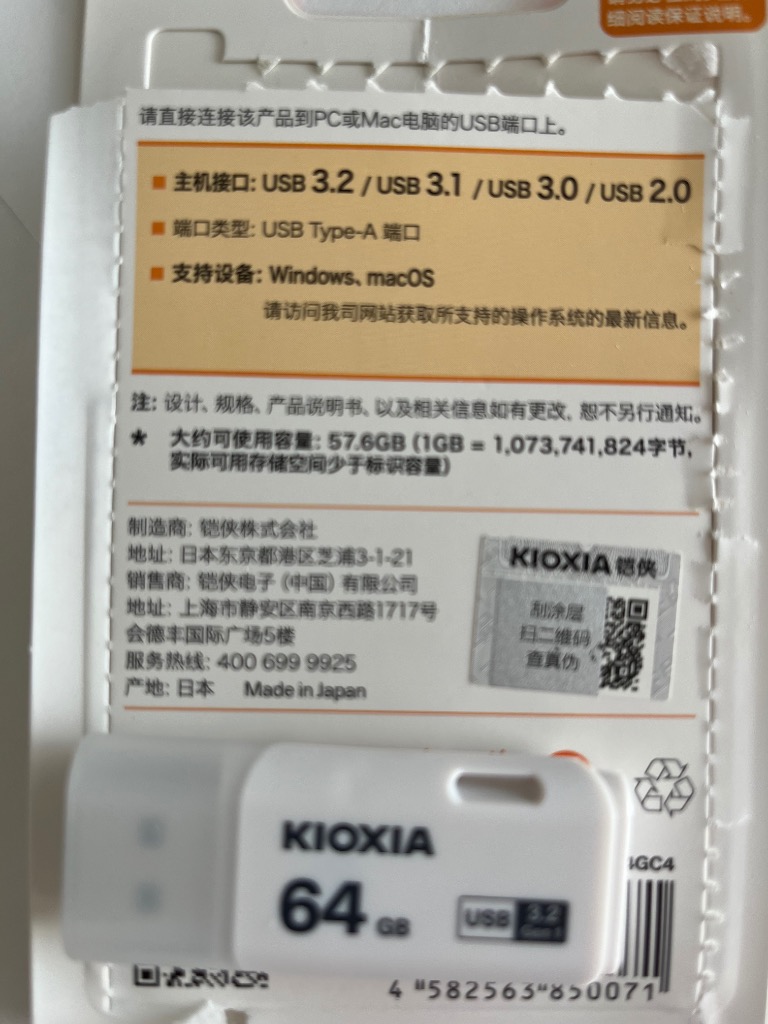 细阅读保证说明。
请直接连接该产品到PC或Mac电脑的USB端口上。
■ 主机接口: USB 3.2 / USB 3.1 / USB 3.0 / USB 2.0
■ 端口类型: USB Type-A 端口
■ 支持设备: Windows、macOS
请访问我司网站获取所支持的操作系统的最新信息。
注: 设计、规格、产品说明书、以及相关信息如有更改, 恕不另行通知。
* 大约可使用容量: 57.6GB (1GB = 1,073,741,824字节,
实际可用存储空间少于标识容量)
制造商: 铠侠株式会社
地址: 日本东京都港区芝浦3-1-21
销售商: 铠侠电子 (中国) 有限公司
地址: 上海市静安区南京西路1717号
会德丰国际广场5楼
服务热线: 400 699 9925
产地: 日本 Made in Japan
KIOXIA 铠侠
刮涂层
扫二维码
查真伪
KIOXIA
64 GB
USB 3.2 Gen 1
GC4
4 582563 850071